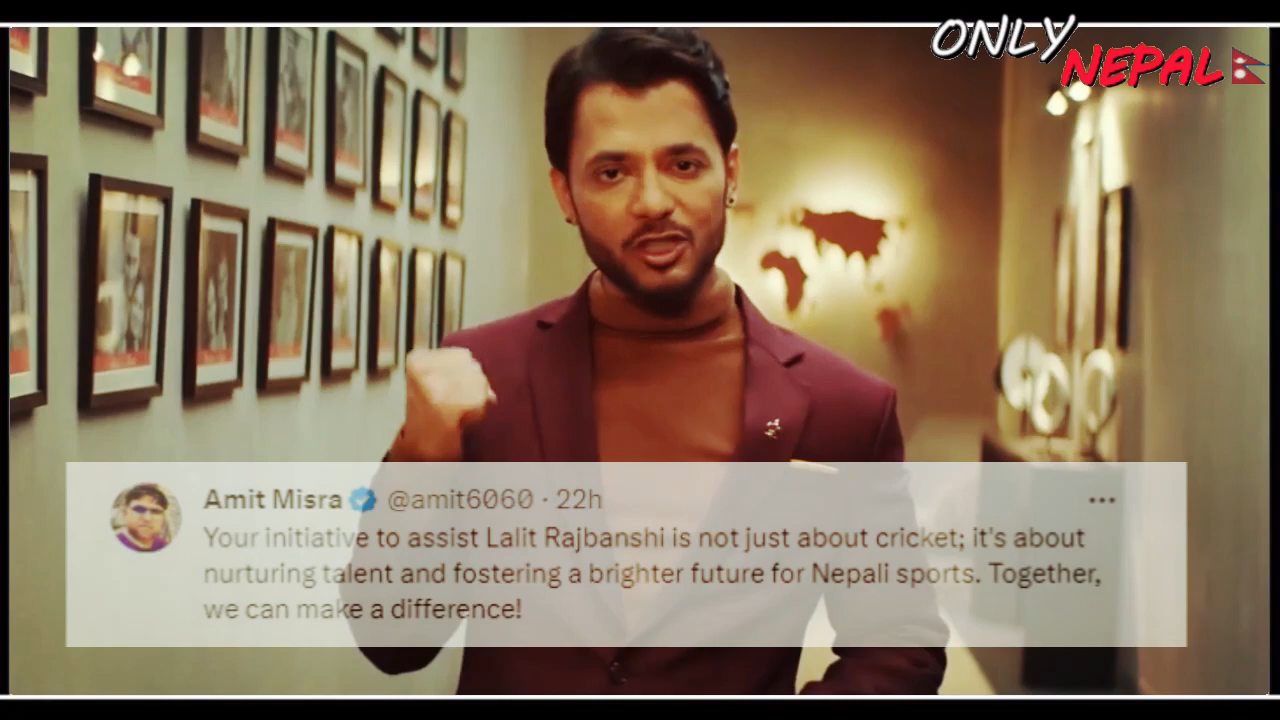 ONLY
NEPAL
Amit Misra @amit6060 · 22h
Your initiative to assist Lalit Rajbanshi is not just about cricket; it's about
nurturing talent and fostering a brighter future for Nepali sports. Together,
we can make a difference!